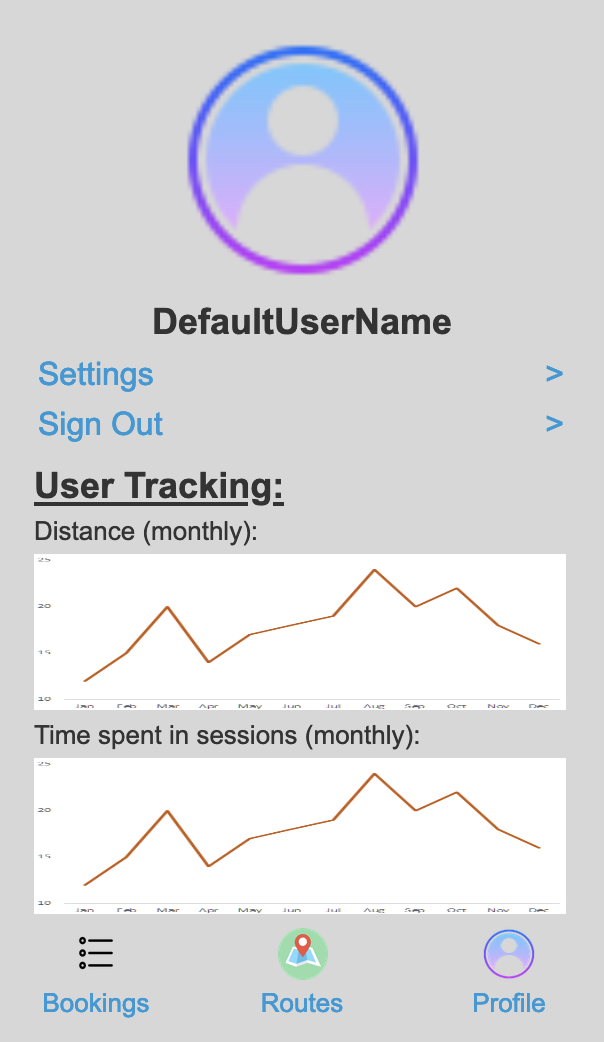 DefaultUserName
Settings >
Sign Out >
User Tracking:
Distance (monthly):
25
20
15
10
Jan Feb Mar Apr May Jun Jul Aug Sep Oct Nov Dec
Time spent in sessions (monthly):
25
20
15
10
Jan Feb Mar Apr May Jun Jul Aug Sep Oct Nov Dec
Bookings Routes Profile